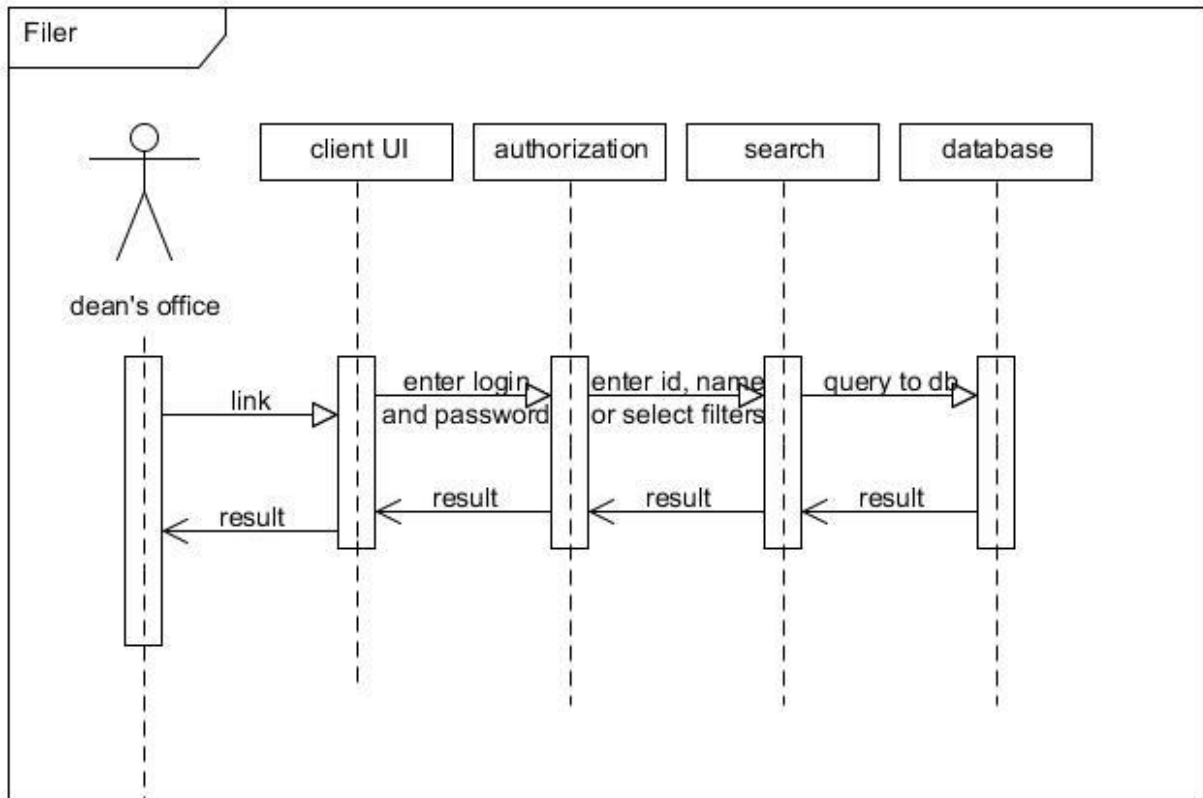 Filer
client UI
authorization
search
database
dean's office
link
enter login
and password
enter id, name
or select filters
query to db
result
result
result
result